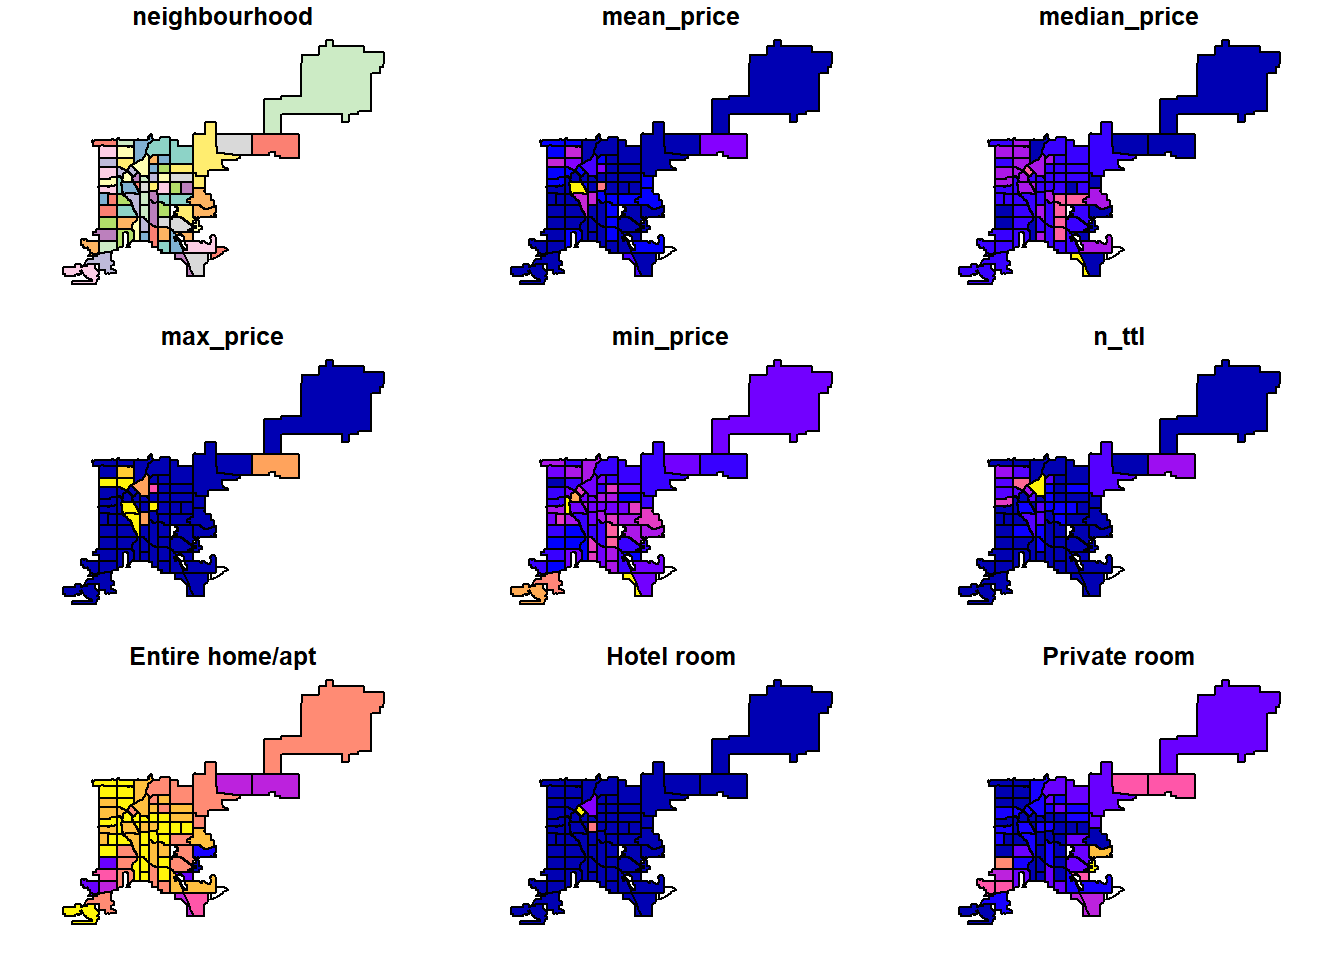 neighbourhood
mean_price
median_price
max_price
min_price
n_ttl
Entire home/apt
Hotel room
Private room